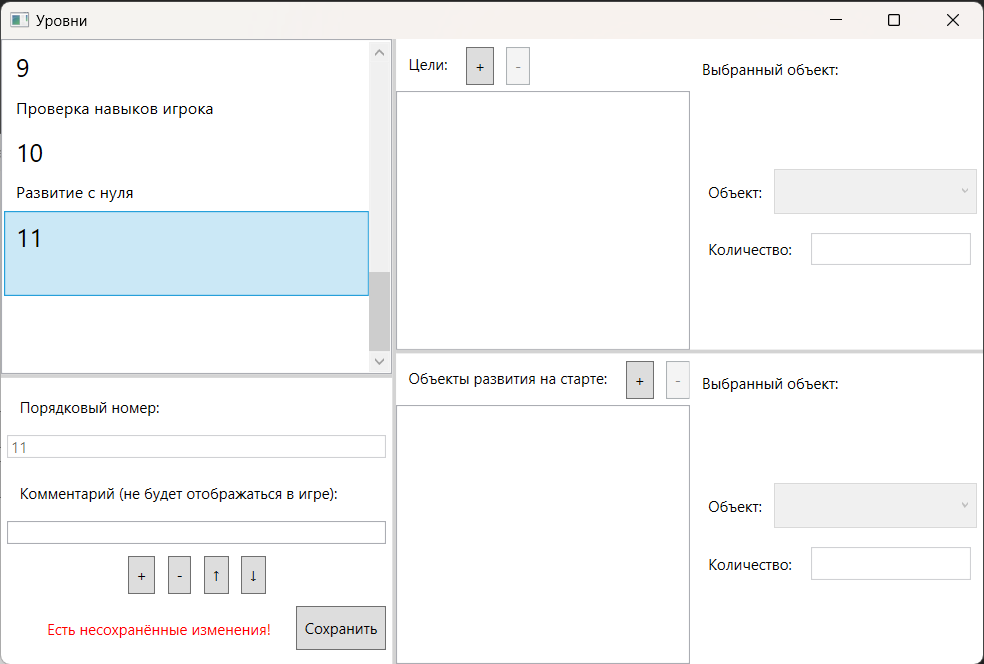 Уровни
9
Проверка навыков игрока
10
Развитие с нуля
11
Порядковый номер:
11
Комментарий (не будет отображаться в игре):
+ - ↑ ↓
Есть несохранённые изменения! Сохранить
Цели: + -
Выбранный объект:
Объект:
Количество:
Объекты развития на старте: + -
Выбранный объект:
Объект:
Количество: